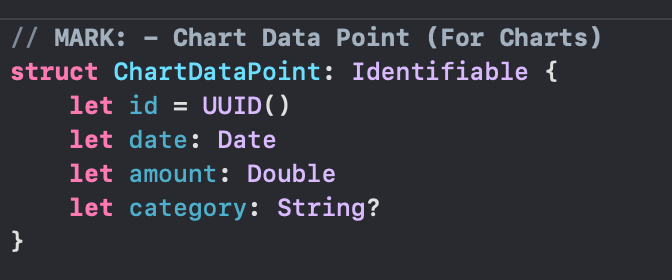 // MARK: - Chart Data Point (For Charts)
struct ChartDataPoint: Identifiable {
    let id = UUID()
    let date: Date
    let amount: Double
    let category: String?
}